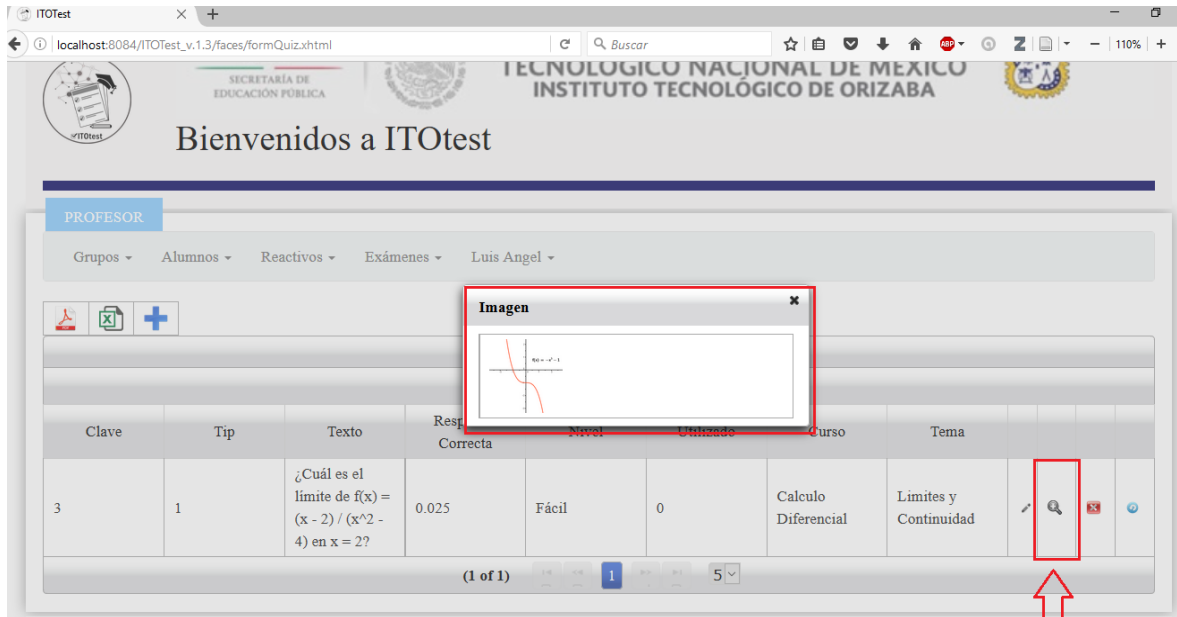 ITOTest
localhost:8084/ITOTest_v.1.3/faces/formQuiz.xhtml
Buscar
ABP
110%
SECRETARÍA DE
EDUCACIÓN PÚBLICA
TECNOLÓGICO NACIONAL DE MÉXICO
INSTITUTO TECNOLÓGICO DE ORIZABA
ITOtest
Bienvenidos a ITOtest
PROFESOR
Grupos Alumnos Reactivos Exámenes Luis Angel
Imagen
Clave Tip Texto Nivel Utilizado Curso Tema
Correcta
3 1 0.025 Fácil 0
¿Cuál es el
límite de f(x) =
(x - 2) / (x^2 -
4) en x = 2?
Calculo
Diferencial
Limites y
Continuidad
(1 of 1) 1 5